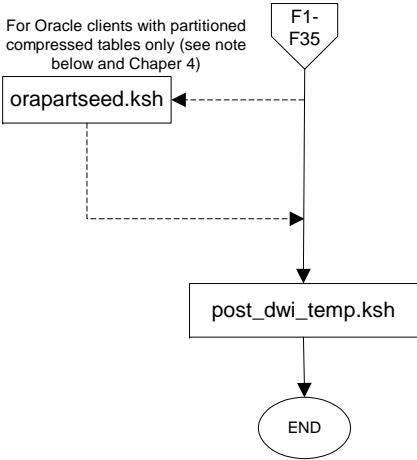 For Oracle clients with partitioned
compressed tables only (see note
below and Chaper 4)
F1-
F35
orapartseed.ksh
post_dwi_temp.ksh
END